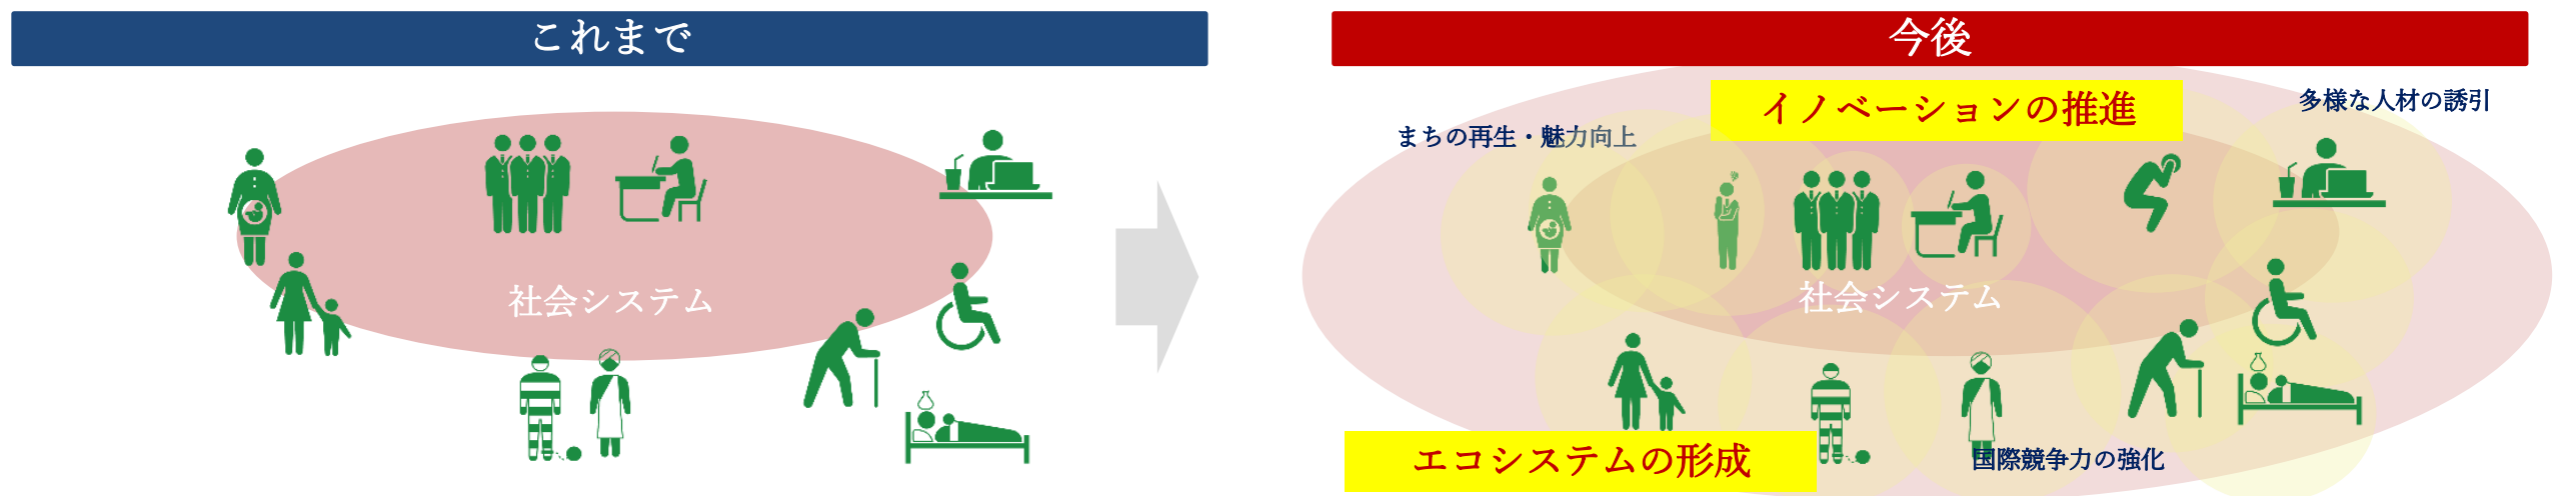 これまで
社会システム
今後
イノベーションの推進
多様な人材の誘引
まちの再生・魅力向上
社会システム
エコシステムの形成
国際競争力の強化